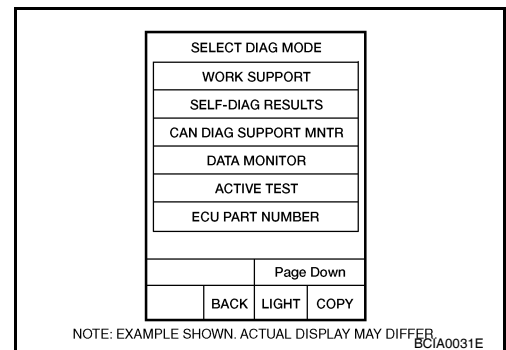 SELECT DIAG MODE
WORK SUPPORT
SELF-DIAG RESULTS
CAN DIAG SUPPORT MNTR
DATA MONITOR
ACTIVE TEST
ECU PART NUMBER
Page Down
BACK LIGHT COPY
NOTE: EXAMPLE SHOWN. ACTUAL DISPLAY MAY DIFFER.
BCIA0031E